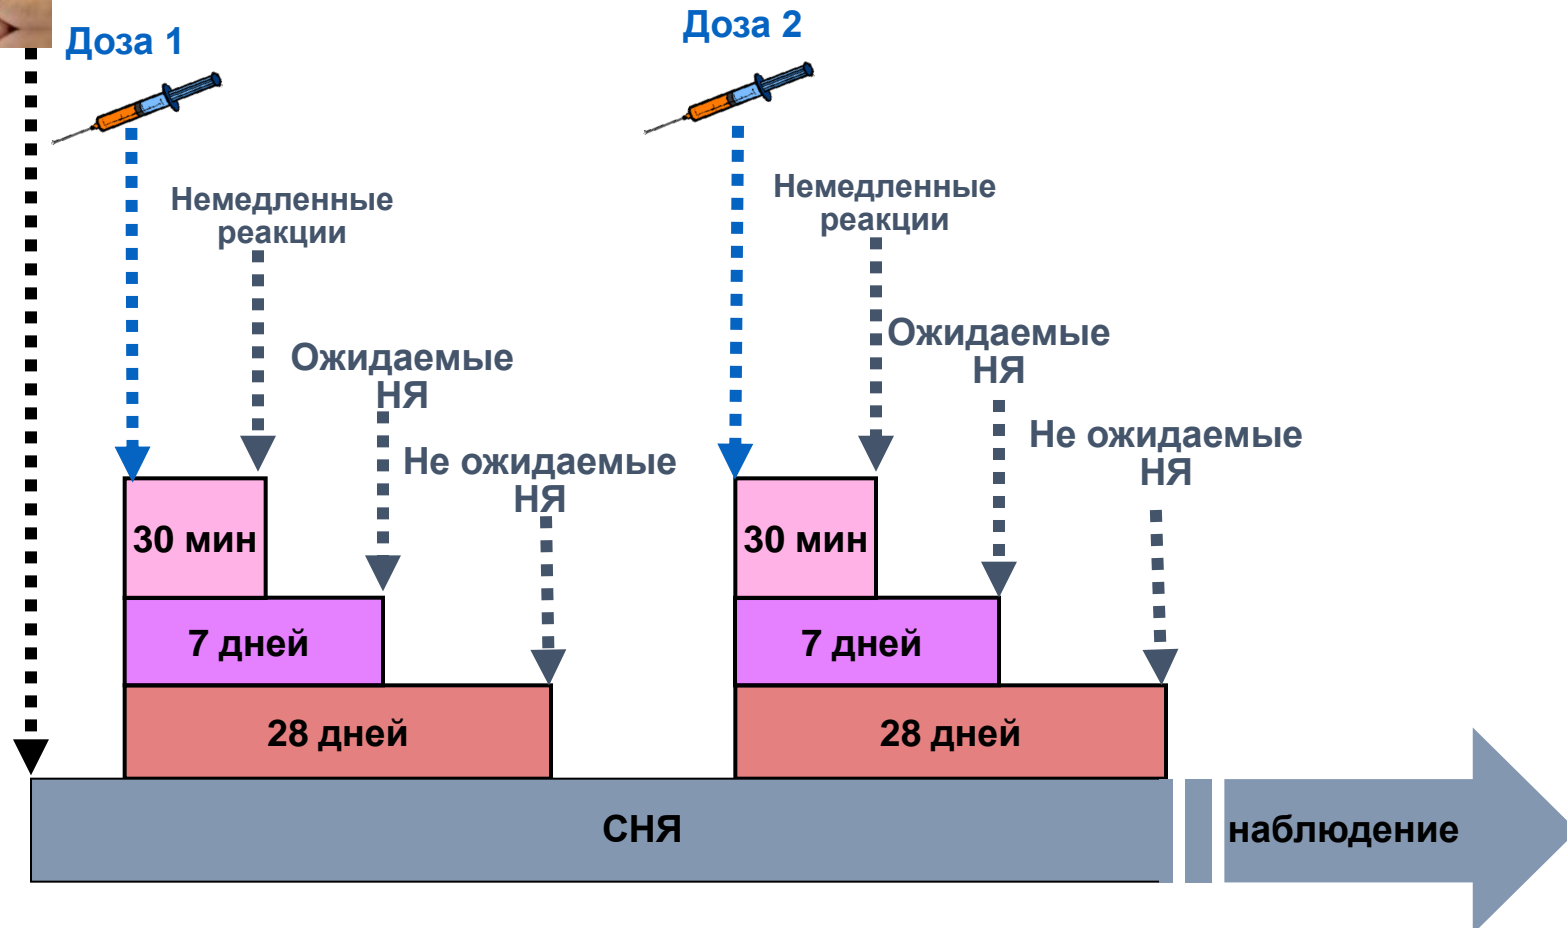 Доза 1
Доза 2
Немедленные
реакции
Немедленные
реакции
Ожидаемые
НЯ
Ожидаемые
НЯ
Не ожидаемые
НЯ
Не ожидаемые
НЯ
30 мин
30 мин
7 дней
7 дней
28 дней
28 дней
СНЯ
наблюдение